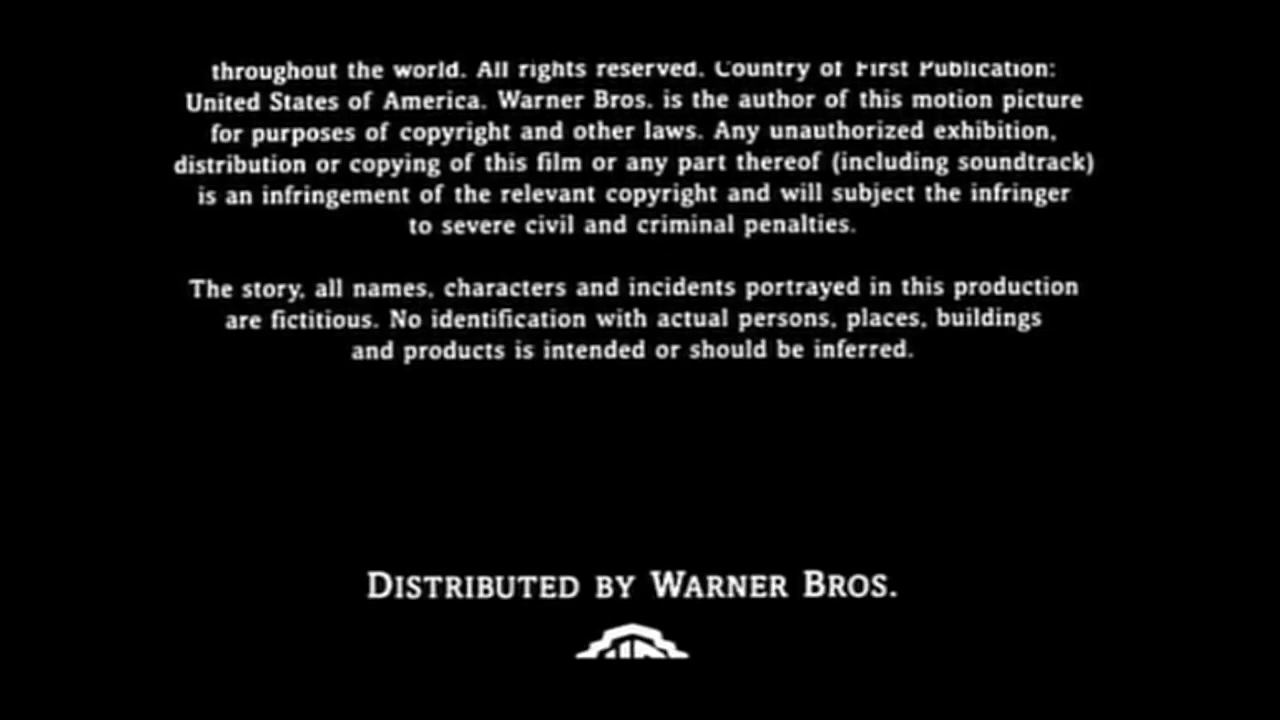 throughout the world. All rights reserved. Country of First Publication:
United States of America. Warner Bros. is the author of this motion picture
for purposes of copyright and other laws. Any unauthorized exhibition,
distribution or copying of this film or any part thereof (including soundtrack)
is an infringement of the relevant copyright and will subject the infringer
to severe civil and criminal penalties.
The story, all names, characters and incidents portrayed in this production
are fictitious. No identification with actual persons, places, buildings
and products is intended or should be inferred.
DISTRIBUTED BY WARNER BROS.